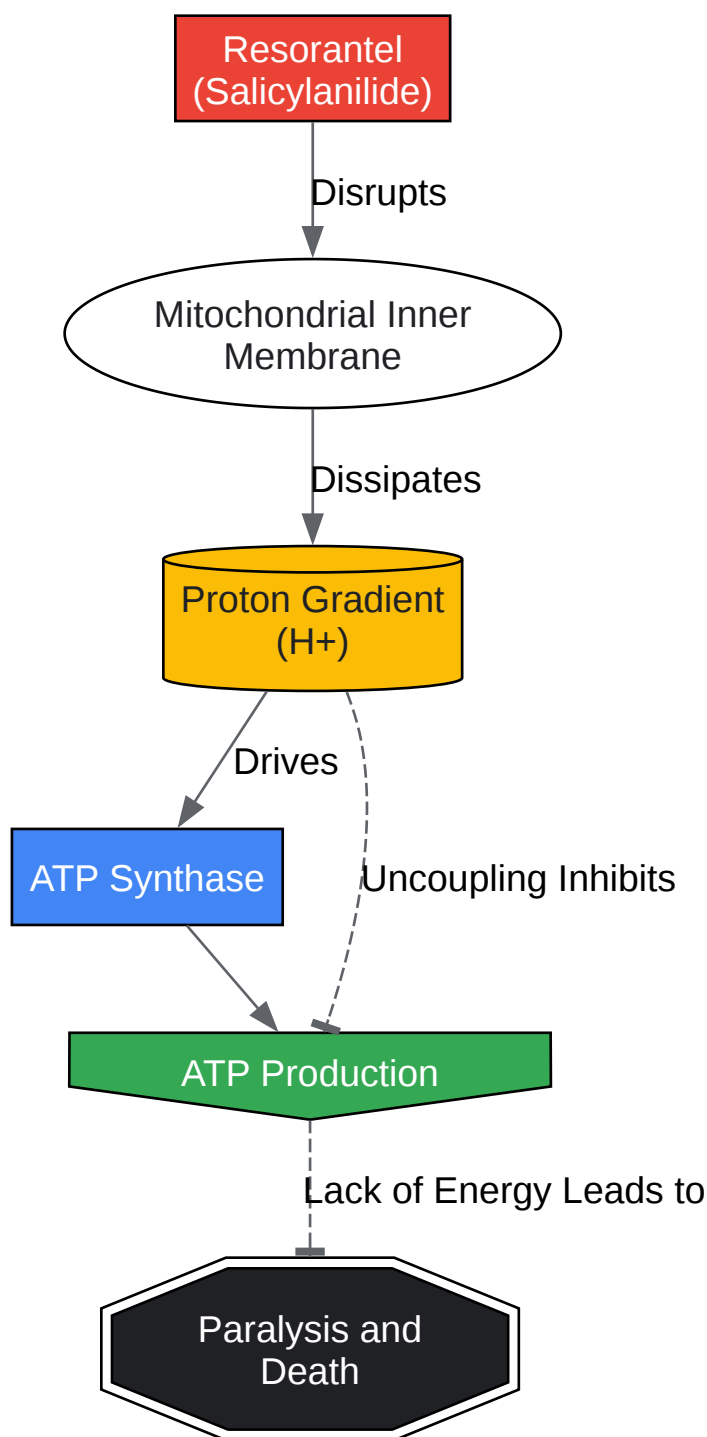 Resorantel
(Salicylanilide)
Disrupts
Mitochondrial Inner
Membrane
Dissipates
Proton Gradient
(H+)
Drives
ATP Synthase
Uncoupling Inhibits
ATP Production
Lack of Energy Leads to
Paralysis and
Death